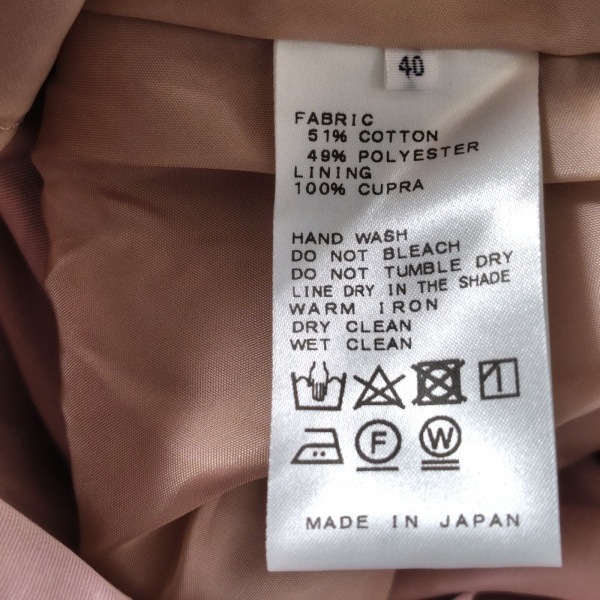 40
FABRIC
51% COTTON
49% POLYESTER
LINING
100% CUPRA
HAND WASH
DO NOT BLEACH
DO NOT TUMBLE DRY
LINE DRY IN THE SHADE
WARM IRON
DRY CLEAN
WET CLEAN
F W
MADE IN JAPAN